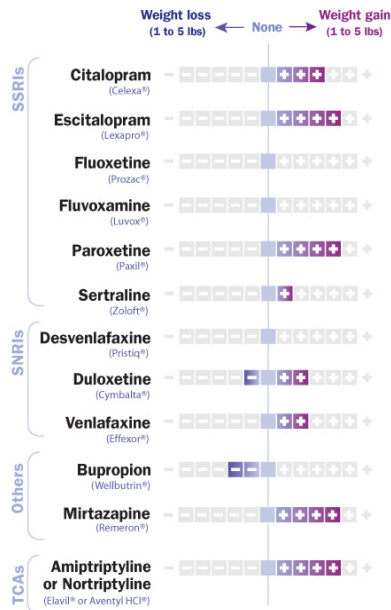 Weight loss
(1 to 5 lbs)
None
Weight gain
(1 to 5 lbs)
SSRIs
Citalopram
(Celexa®)
Escitalopram
(Lexapro®)
Fluoxetine
(Prozac®)
Fluvoxamine
(Luvox®)
Paroxetine
(Paxil®)
Sertraline
(Zoloft®)
SNRIs
Desvenlafaxine
(Pristiq®)
Duloxetine
(Cymbalta®)
Venlafaxine
(Effexor®)
Others
Bupropion
(Wellbutrin®)
Mirtazapine
(Remeron®)
TCAs
Amiptriptyline
or Nortriptyline
(Elavil® or Aventyl HCI®)